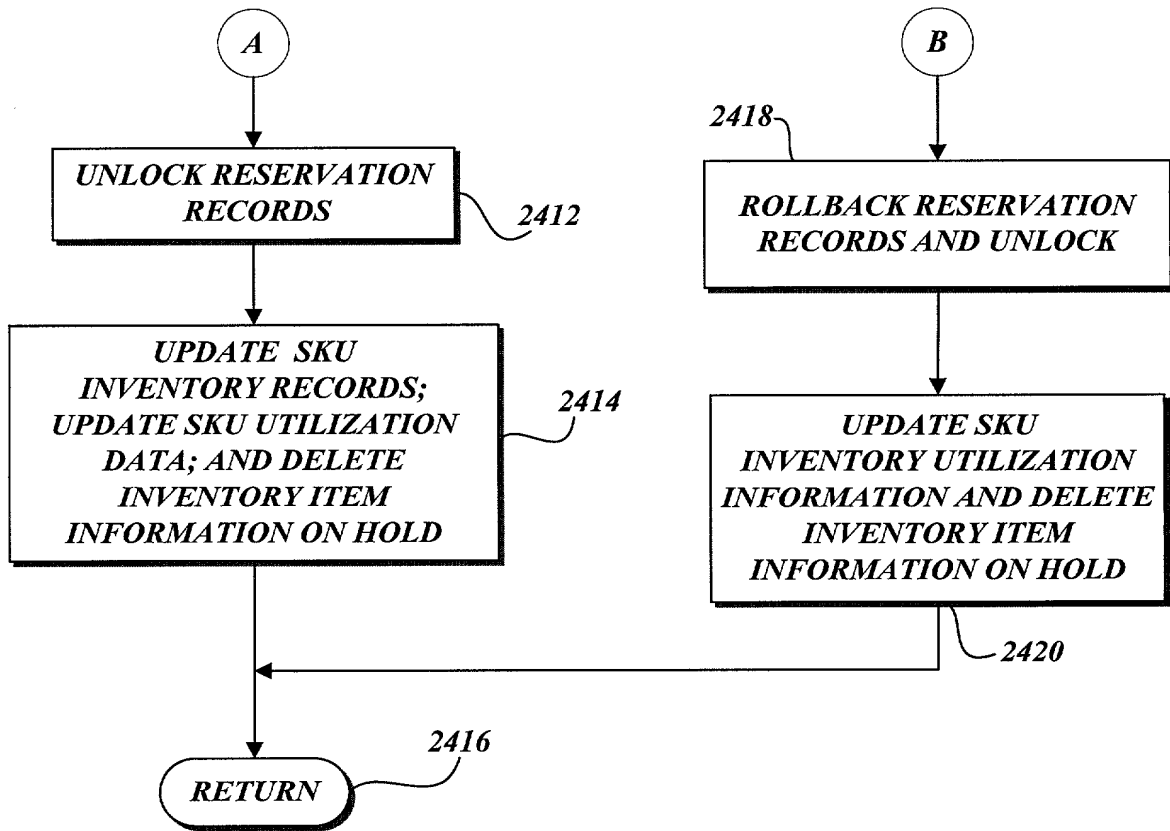 A
UNLOCK RESERVATION
RECORDS
2412
UPDATE SKU
INVENTORY RECORDS;
UPDATE SKU UTILIZATION
DATA; AND DELETE
INVENTORY ITEM
INFORMATION ON HOLD
2414
B
2418
ROLLBACK RESERVATION
RECORDS AND UNLOCK
UPDATE SKU
INVENTORY UTILIZATION
INFORMATION AND DELETE
INVENTORY ITEM
INFORMATION ON HOLD
2420
2416
RETURN